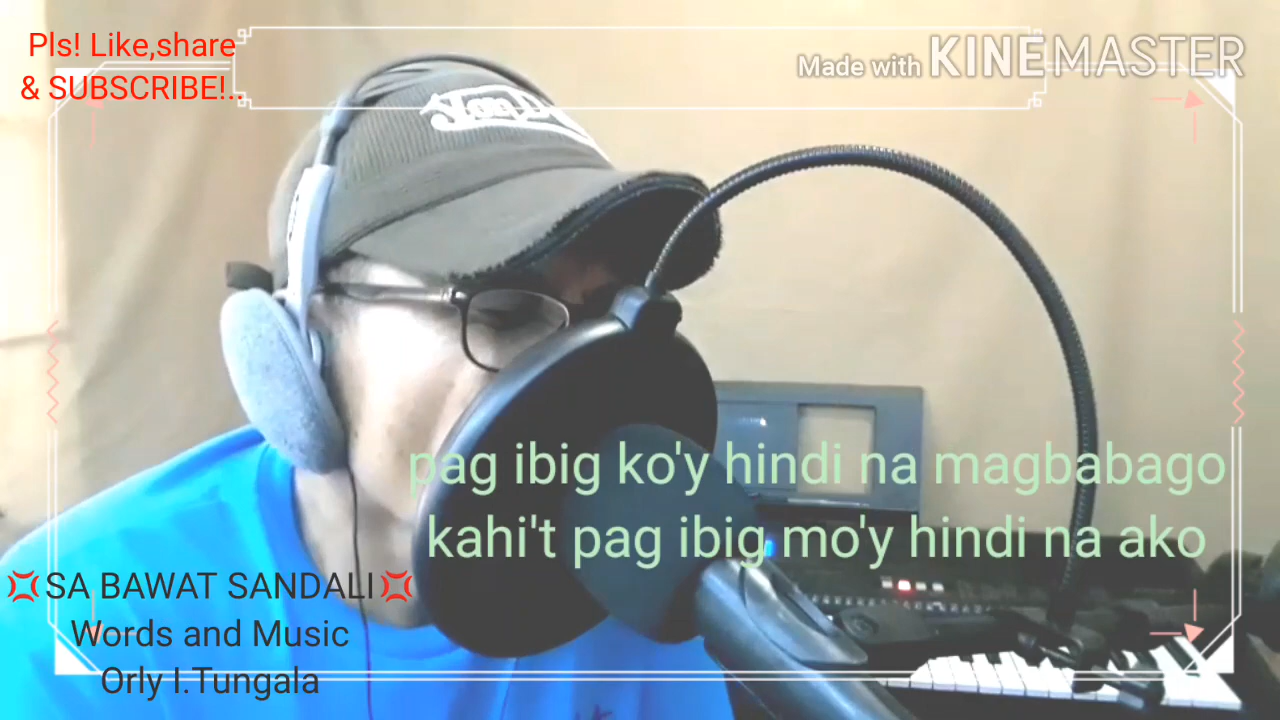 Pls! Like,share
& SUBSCRIBE!..
Made with KINEMASTER
pag ibig ko'y hindi na magbabago
kahi't pag ibig mo'y hindi na ako
💢SA BAWAT SANDALI💢
Words and Music
Orly I.Tungala